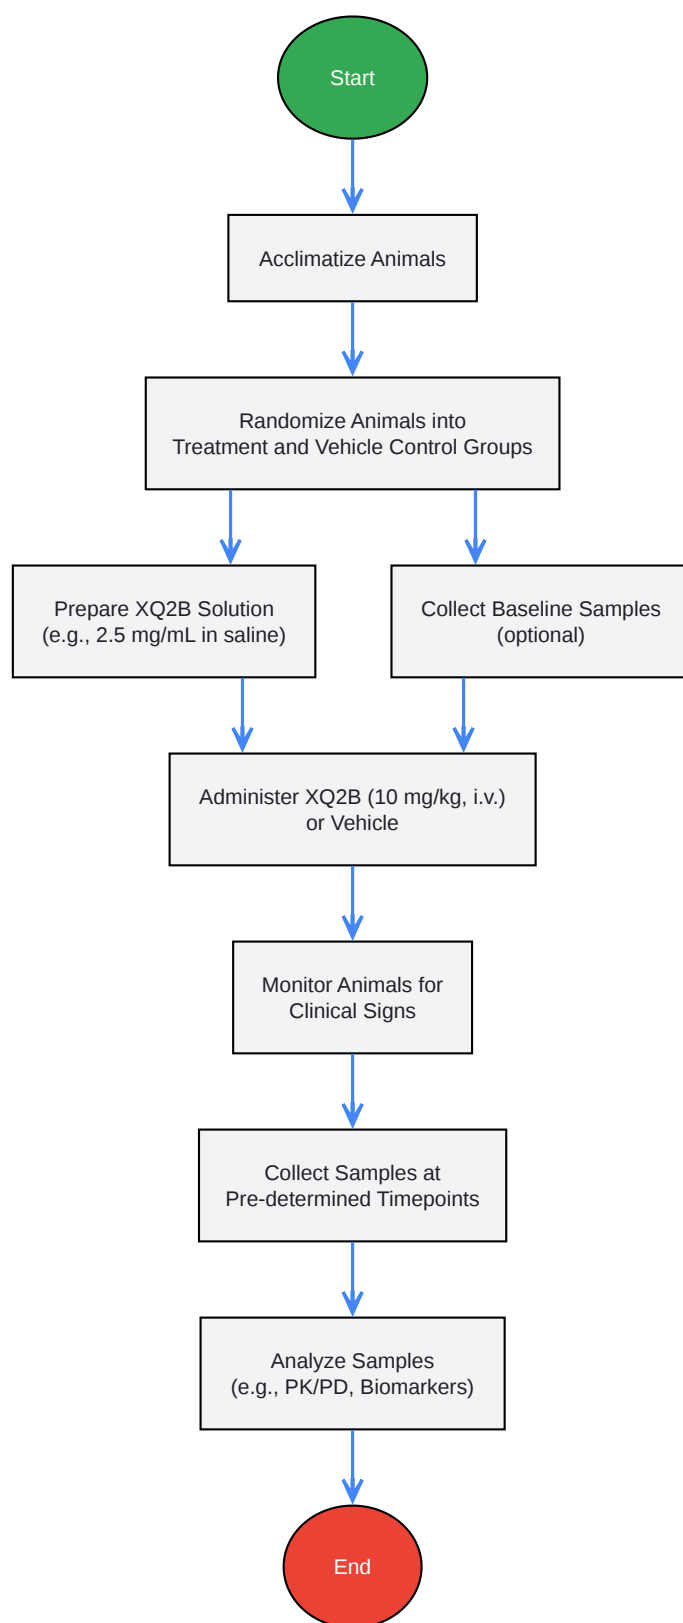 Start
Acclimatize Animals
Randomize Animals into
Treatment and Vehicle Control Groups
Prepare XQ2B Solution
(e.g., 2.5 mg/mL in saline)
Collect Baseline Samples
(optional)
Administer XQ2B (10 mg/kg, i.v.)
or Vehicle
Monitor Animals for
Clinical Signs
Collect Samples at
Pre-determined Timepoints
Analyze Samples
(e.g., PK/PD, Biomarkers)
End